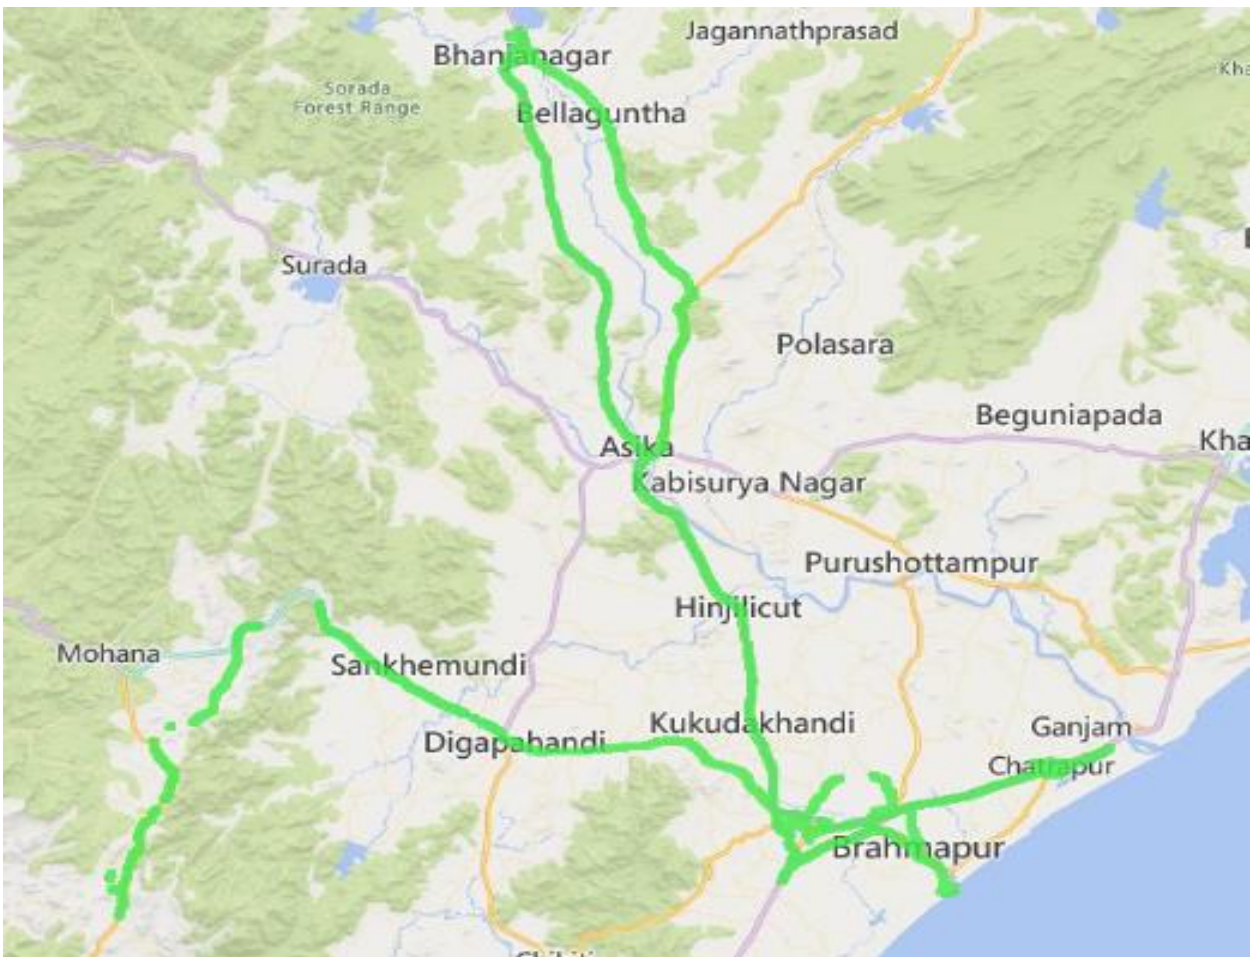 Jagannathprasad
Bhanjanagar
Sorada
Forest Range
Bellaguntha
Surada
Polasara
Beguniapada
Asika
Kha
Kabisurya Nagar
Purushottampur
Hinjilicut
Mohana
Sankhemundi
Kukudakhandi
Ganjam
Digapahandi
Chatrapur
Brahmapur